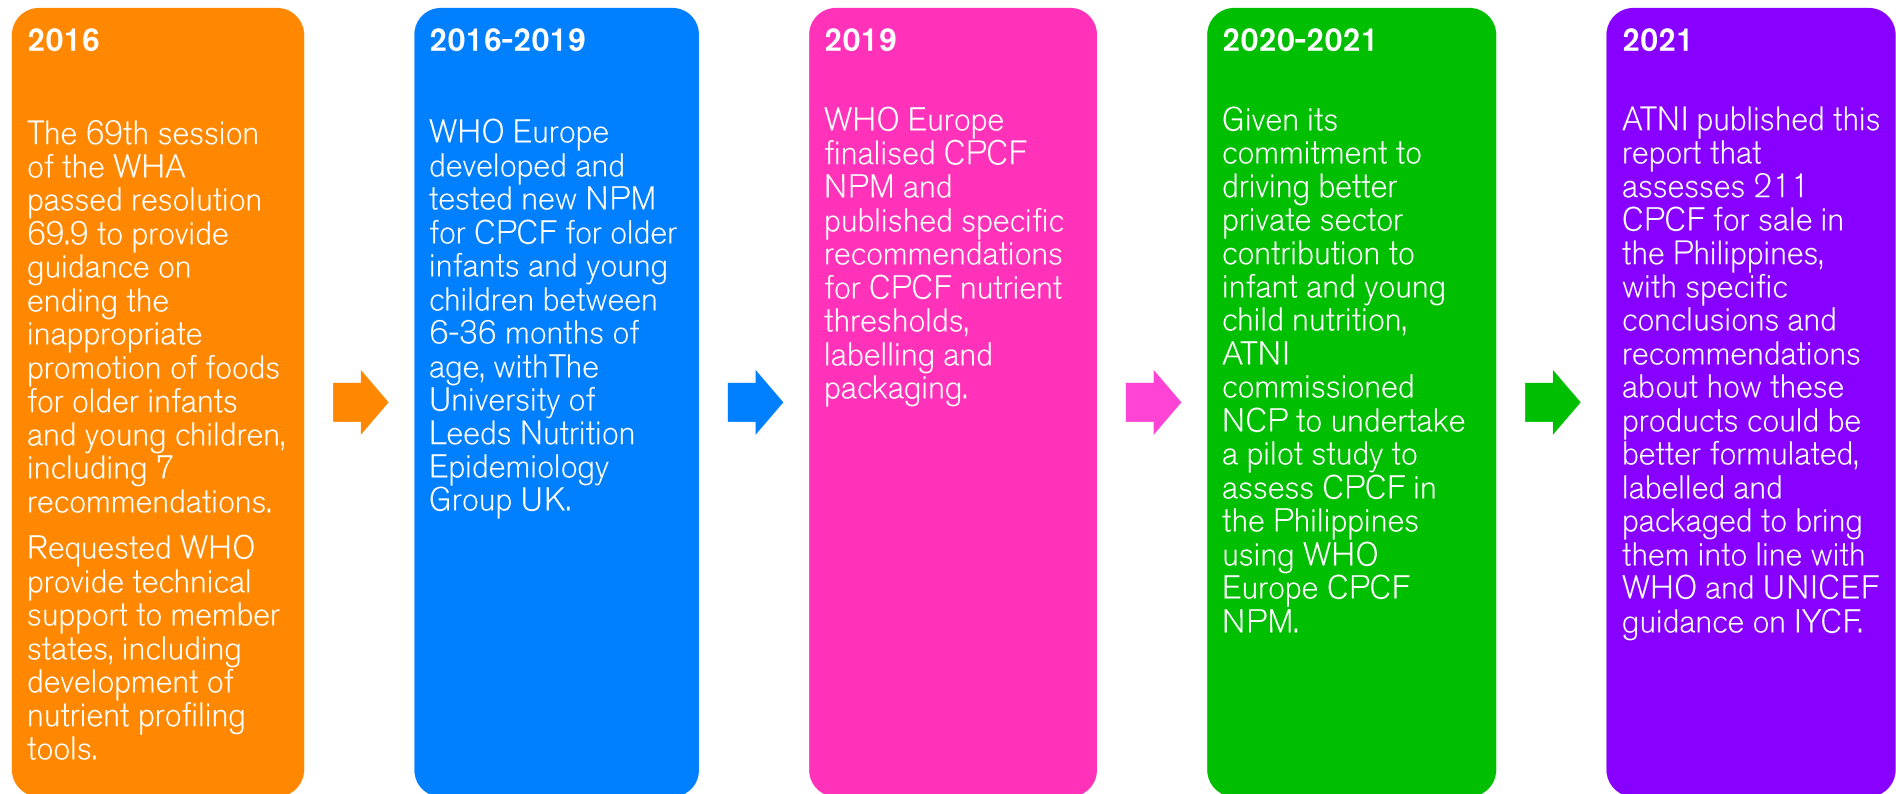 2016
The 69th session
of the WHA
passed resolution
69.9 to provide
guidance on
ending the
inappropriate
promotion of foods
for older infants
and young children,
including 7
recommendations.
Requested WHO
provide technical
support to member
states, including
development of
nutrient profiling
tools.
2016-2019
WHO Europe
developed and
tested new NPM
for CPCF for older
infants and young
children between
6-36 months of
age, withThe
University of
Leeds Nutrition
Epidemiology
Group UK.
2019
WHO Europe
finalised CPCF
NPM and
published specific
recommendations
for CPCF nutrient
thresholds,
labelling and
packaging.
2020-2021
Given its
commitment to
driving better
private sector
contribution to
infant and young
child nutrition,
ATNI
commissioned
NCP to undertake
a pilot study to
assess CPCF in
the Philippines
using WHO
Europe CPCF
NPM.
2021
ATNI published this
report that
assesses 211
CPCF for sale in
the Philippines,
with specific
conclusions and
recommendations
about how these
products could be
better formulated,
labelled and
packaged to bring
them into line with
WHO and UNICEF
guidance on IYCF.